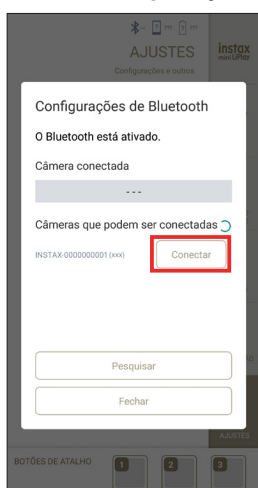 AJUSTES
instax
mini LiPlay
Configurações e outros
Configurações de Bluetooth
O Bluetooth está ativado.
Câmera conectada
---
Câmeras que podem ser conectadas
INSTAX-0000000001 (xxx)
Conectar
Pesquisar
Fechar
AJUSTES
BOTÕES DE ATALHO
1
2
3